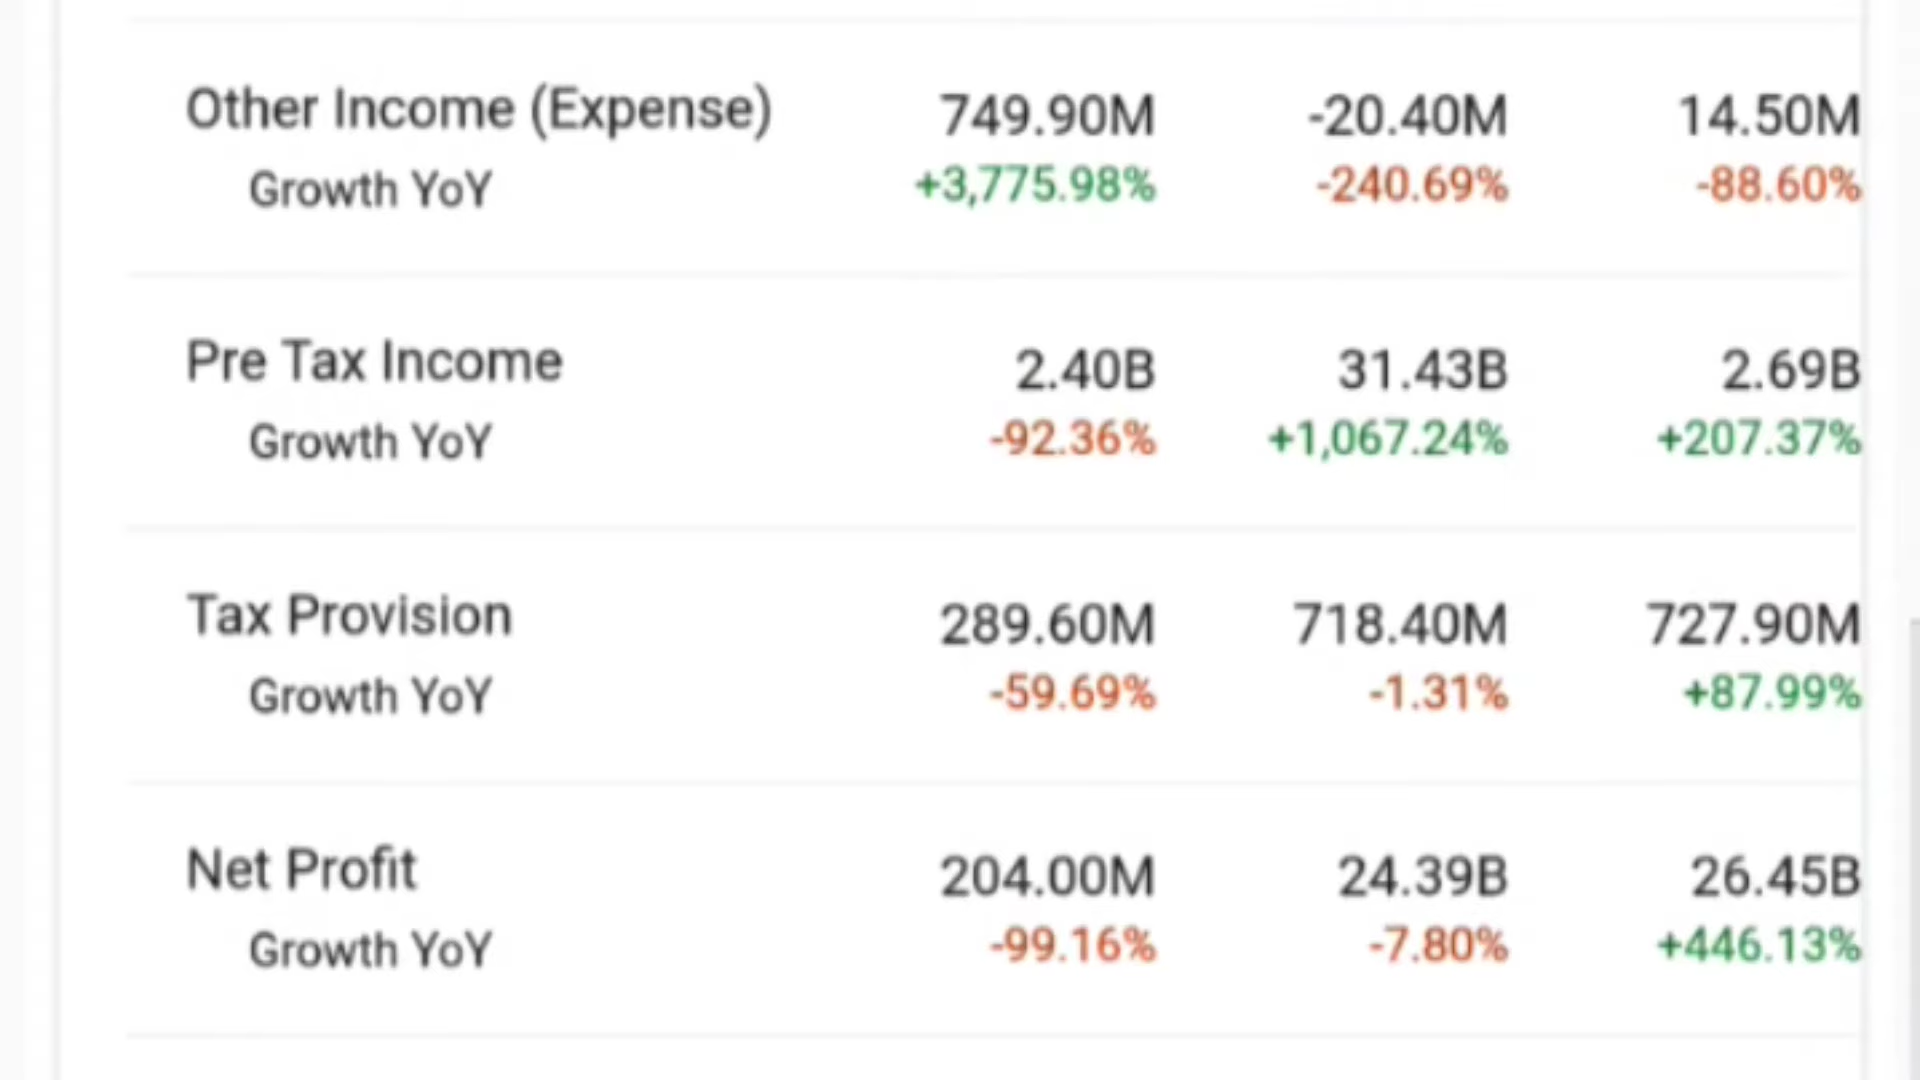 Other Income (Expense) 749.90M -20.40M 14.50M
Growth YoY +3,775.98% -240.69% -88.60%
Pre Tax Income 2.40B 31.43B 2.69B
Growth YoY -92.36% +1,067.24% +207.37%
Tax Provision 289.60M 718.40M 727.90M
Growth YoY -59.69% -1.31% +87.99%
Net Profit 204.00M 24.39B 26.45B
Growth YoY -99.16% -7.80% +446.13%